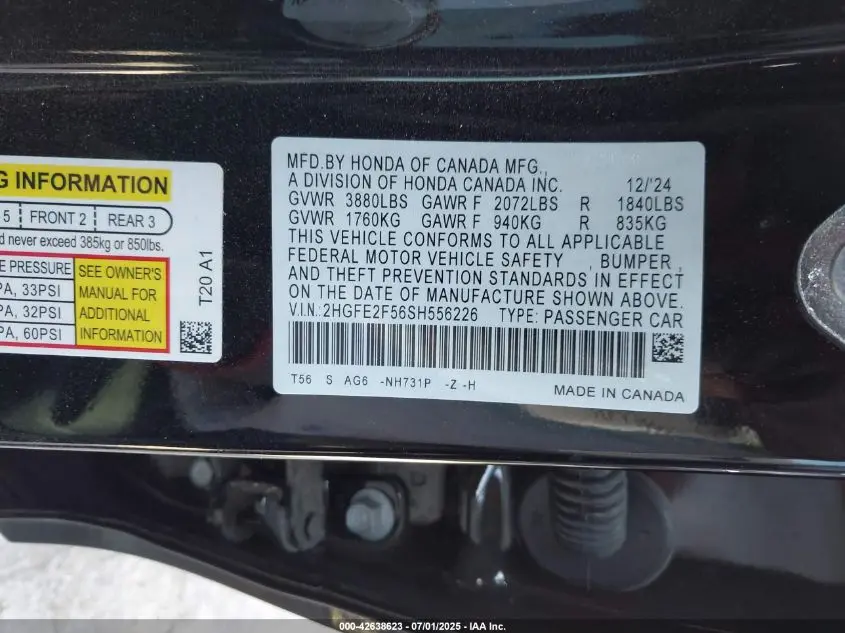 G INFORMATION
5 FRONT 2 REAR 3
d never exceed 385kg or 850lbs.
E PRESSURE SEE OWNER'S
PA, 33PSI MANUAL FOR
PA, 32PSI ADDITIONAL
PA, 60PSI INFORMATION
T20 A1
MFD.BY HONDA OF CANADA MFG.,
A DIVISION OF HONDA CANADA INC. 12/'24
GVWR 3880LBS GAWR F 2072LBS R 1840LBS
GVWR 1760KG GAWR F 940KG R 835KG
THIS VEHICLE CONFORMS TO ALL APPLICABLE
FEDERAL MOTOR VEHICLE SAFETY , BUMPER ,
AND THEFT PREVENTION STANDARDS IN EFFECT
ON THE DATE OF MANUFACTURE SHOWN ABOVE.
V.I.N.: 2HGFE2F56SH556226 TYPE: PASSENGER CAR
T56 S AG6 -NH731P -Z -H
MADE IN CANADA
000-42638623 - 07/01/2025 - IAA Inc.